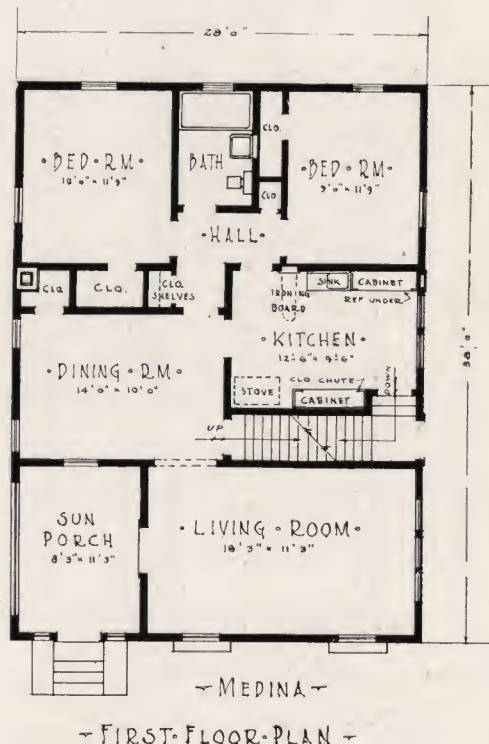 28'0"
BED RM
10'0" × 11'9"
BATH
CLO.
BED RM
9'0" × 11'9"
CLO
HALL
CLO
CLO.
CLO
SHELVES
IRONING
BOARD
SINK
CABINET
REF UNDER
KITCHEN
12'-6" × 9'-6"
DINING RM
14'0" × 10'0"
STOVE
CLO CHUTE
CABINET
DOWN
UP
38'0"
SUN
PORCH
8'3" × 11'3"
LIVING ROOM
18'3" × 11'3"
- MEDINA -
- FIRST FLOOR PLAN -